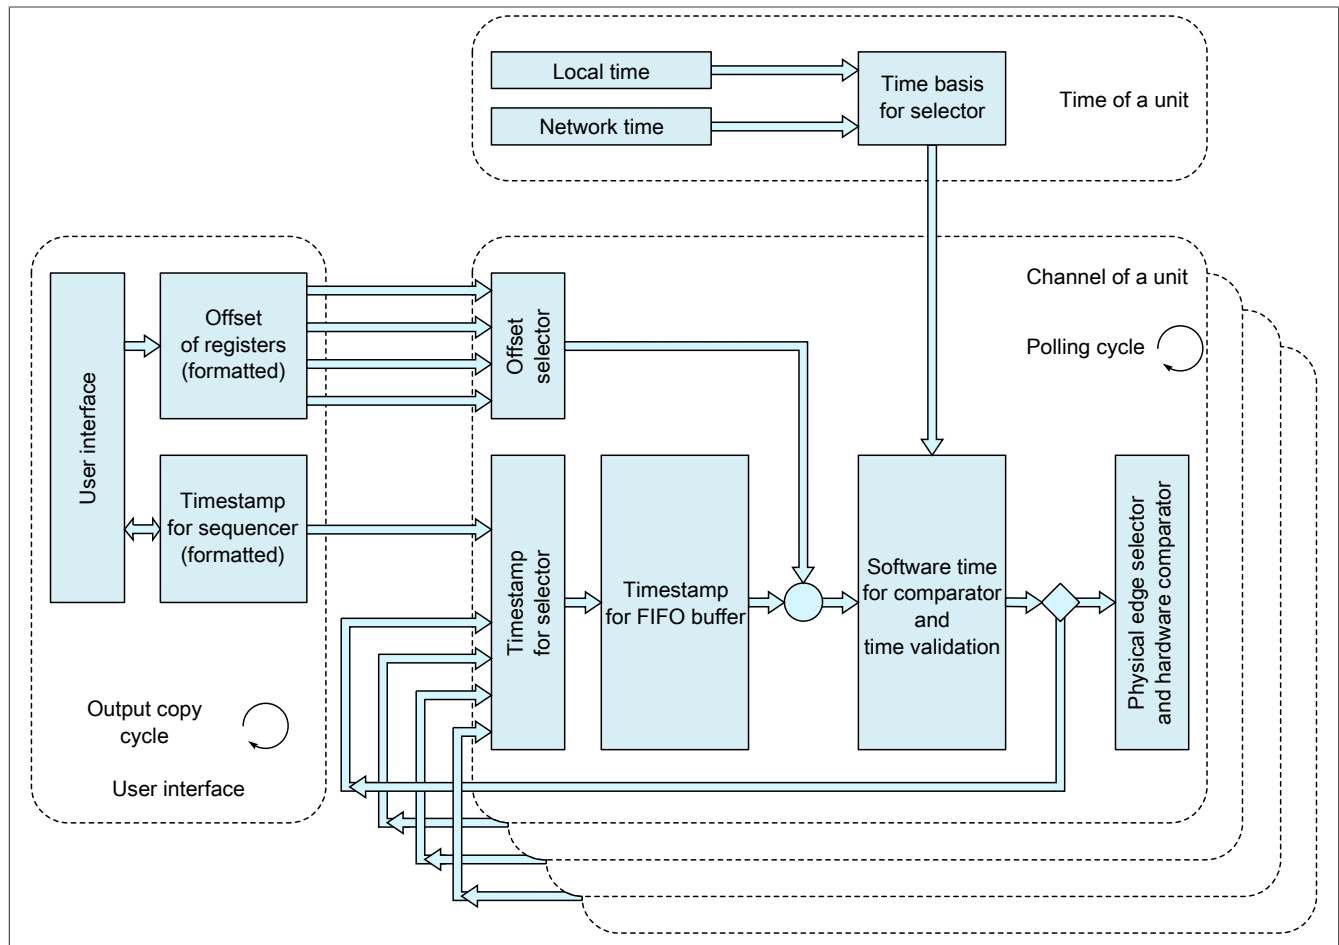 Local time
Network time
Time basis
for selector
Time of a unit
User interface
Offset
of registers
(formatted)
Timestamp
for sequencer
(formatted)
Output copy
cycle
User interface
Offset
selector
Channel of a unit
Polling cycle
Timestamp
for selector
Timestamp
for FIFO buffer
Software time
for comparator
and
time validation
Physical edge selector
and hardware comparator